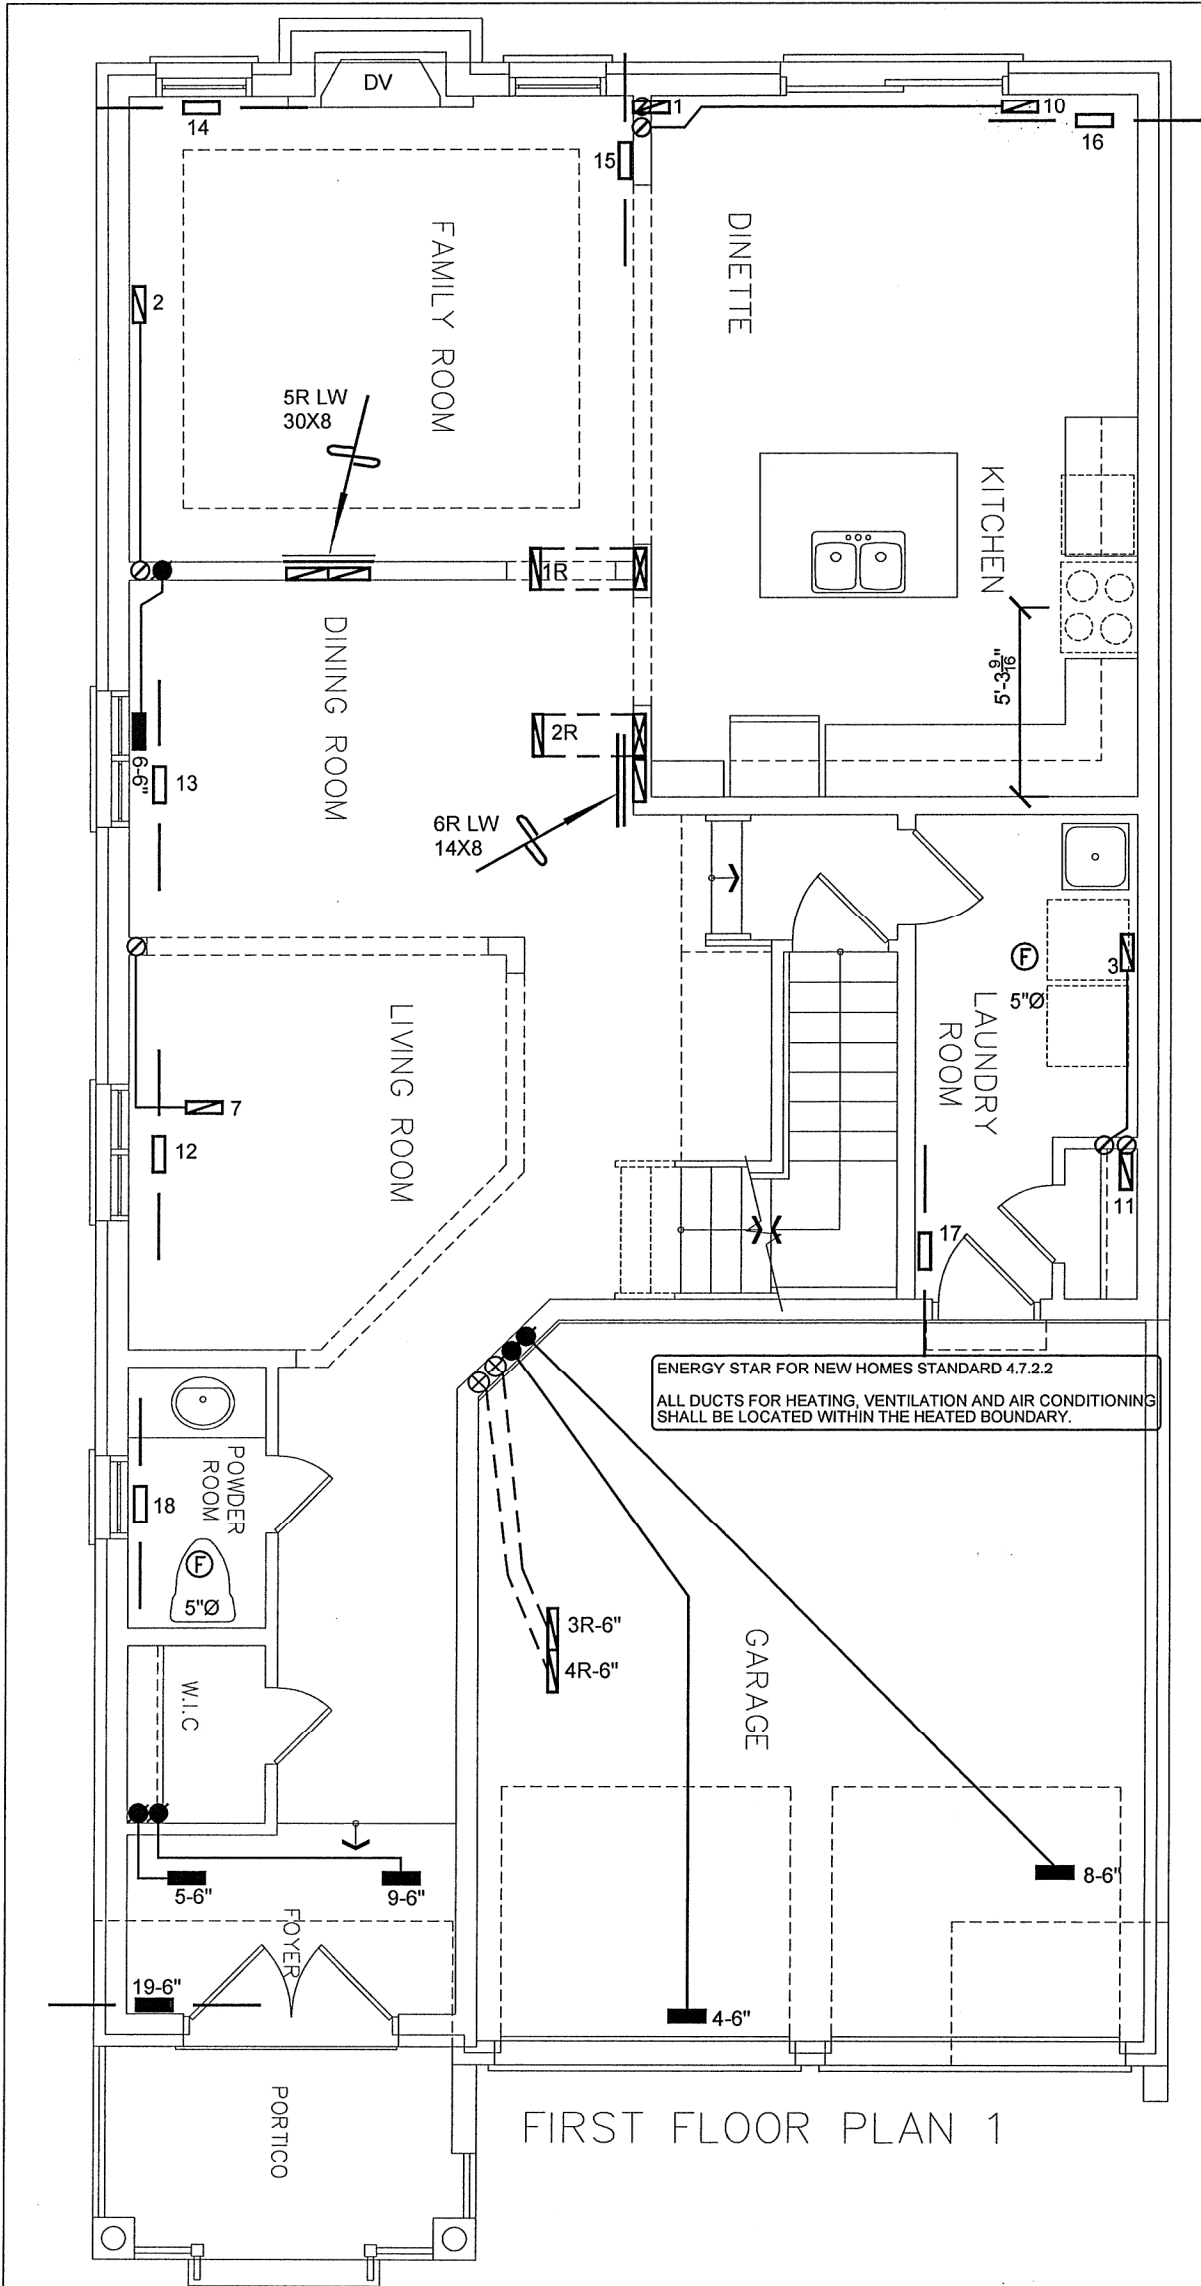 DV
14
1
10
16
15
2
FAMILY ROOM
DINETTE
5R LW
30X8
KITCHEN
1R
5'-3 9/16"
DINING ROOM
2R
6-6"
13
6R LW
14X8
F
5"Ø
3
LAUNDRY
ROOM
LIVING ROOM
7
12
11
17
ENERGY STAR FOR NEW HOMES STANDARD 4.7.2.2
ALL DUCTS FOR HEATING, VENTILATION AND AIR CONDITIONING
SHALL BE LOCATED WITHIN THE HEATED BOUNDARY.
POWDER
ROOM
18
F
5"Ø
3R-6"
4R-6"
GARAGE
W.I.C
5-6"
9-6"
8-6"
FOYER
19-6"
4-6"
PORTICO
FIRST FLOOR PLAN 1